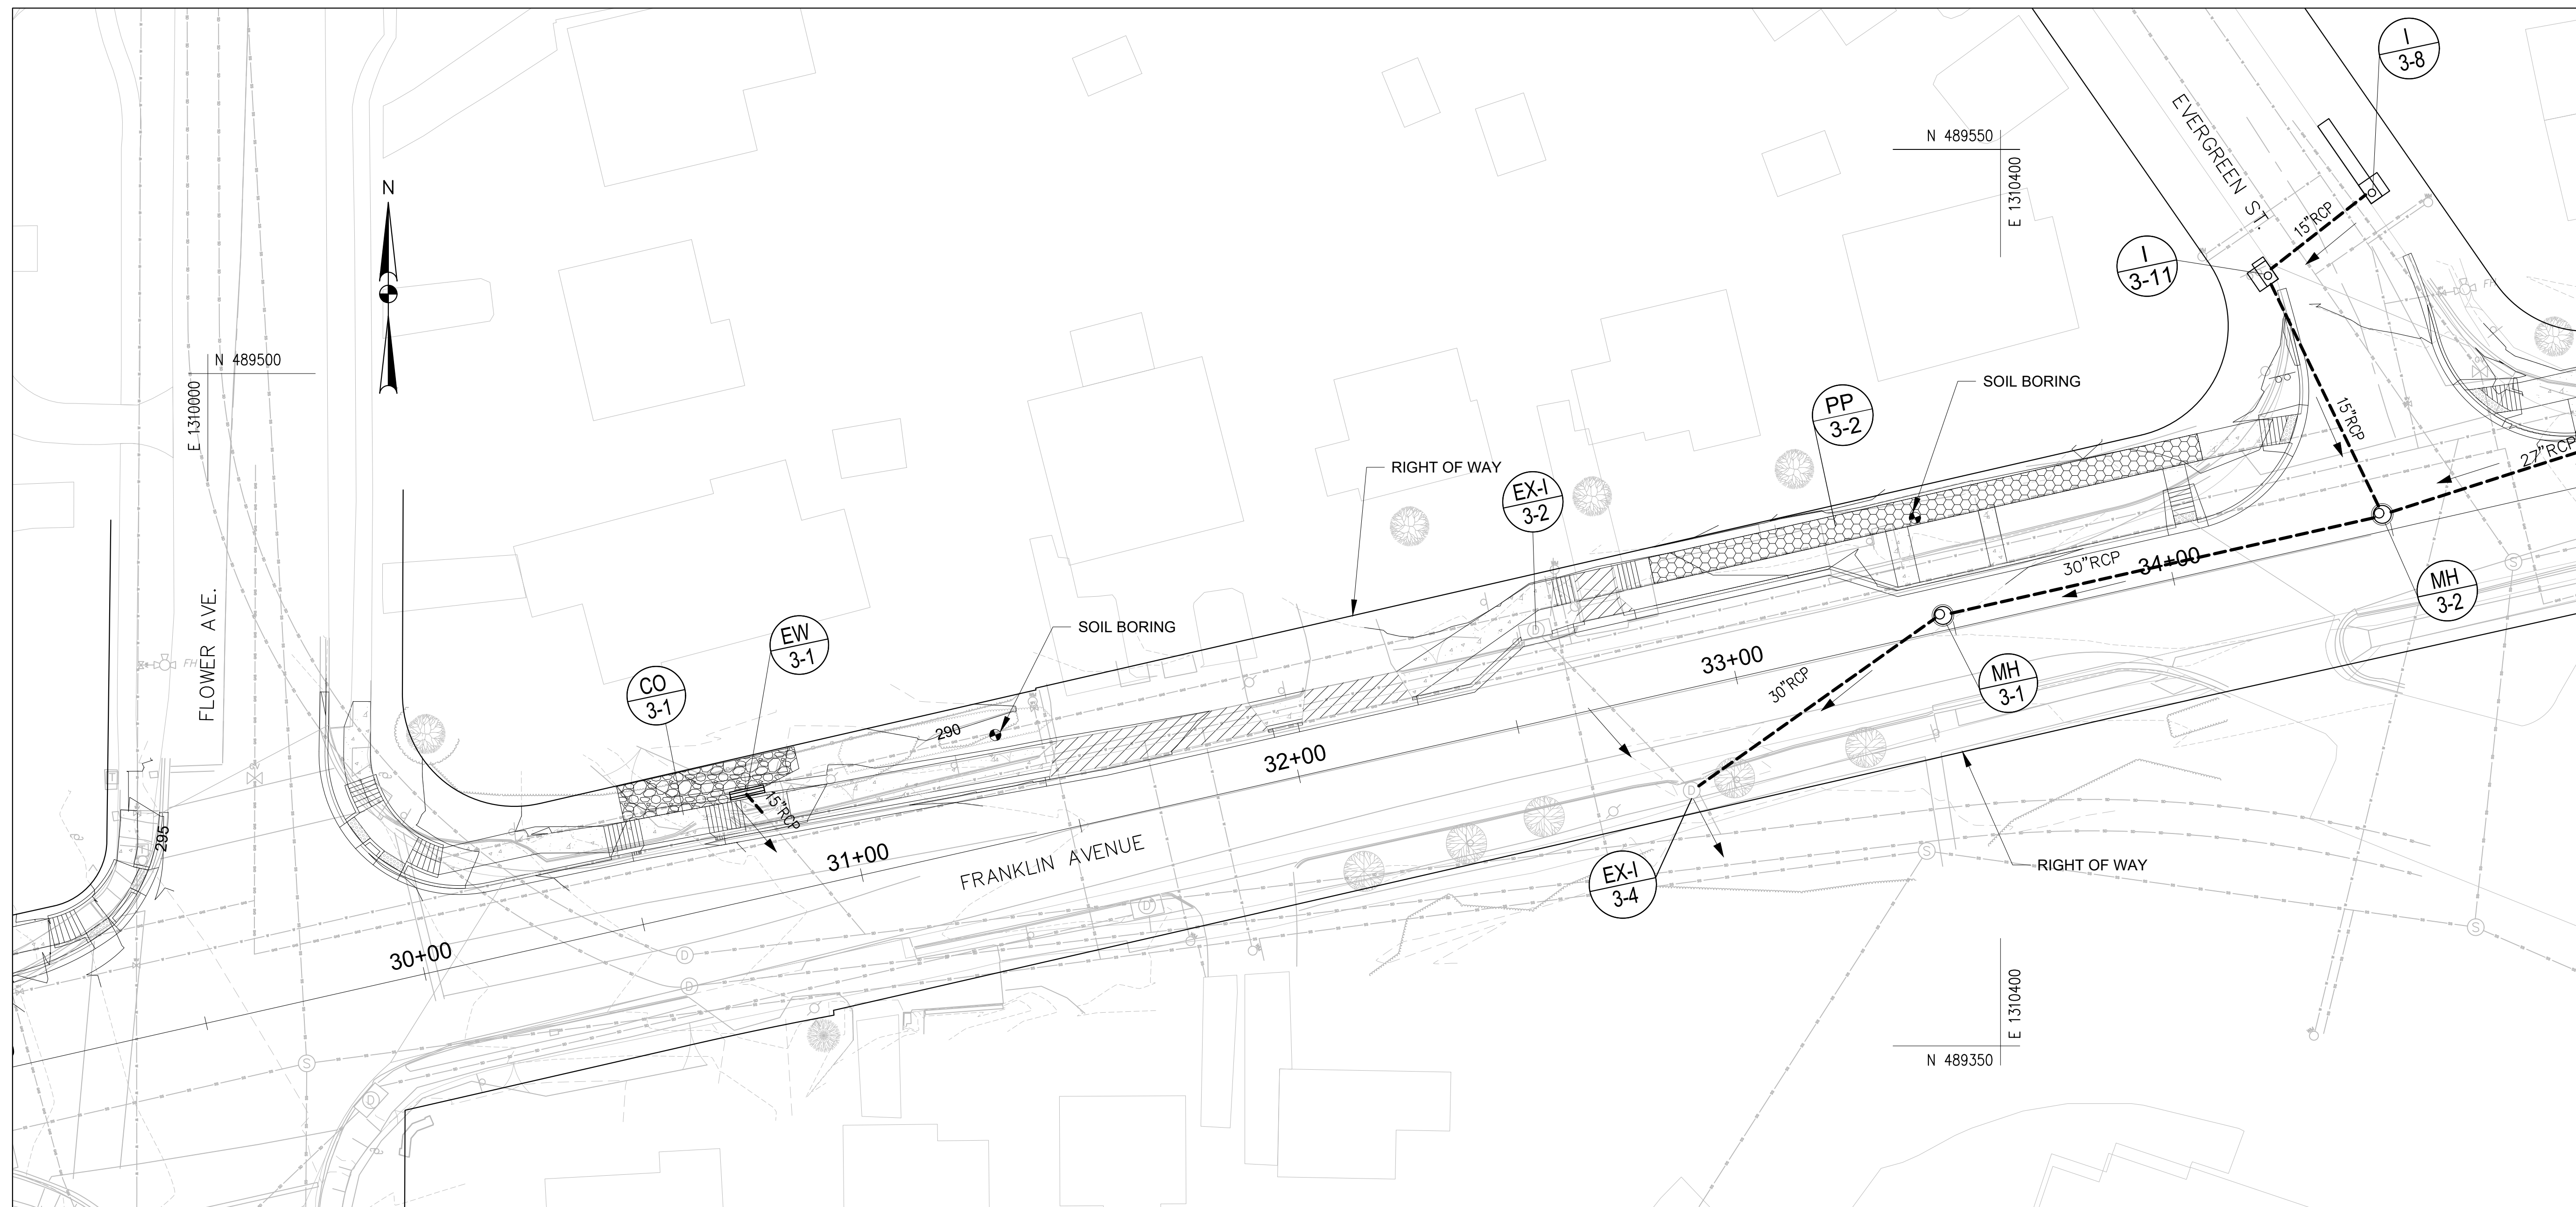 I
3-8
N 489550
E 1310400
EVERGREEN ST.
15"RCP
N
I
3-11
FH
N 489500
E 1310000
SOIL BORING
PP
3-2
15"RCP
RIGHT OF WAY
27"RCP
EX-I
3-2
30"RCP
34+00
MH
3-2
FLOWER AVE.
FH
CO
3-1
EW
3-1
SOIL BORING
290
33+00
30"RCP
MH
3-1
32+00
15"RCP
295
31+00
FRANKLIN AVENUE
EX-I
3-4
RIGHT OF WAY
30+00
D
D
D
D
D
S
S
S
S
T
E 1310400
N 489350